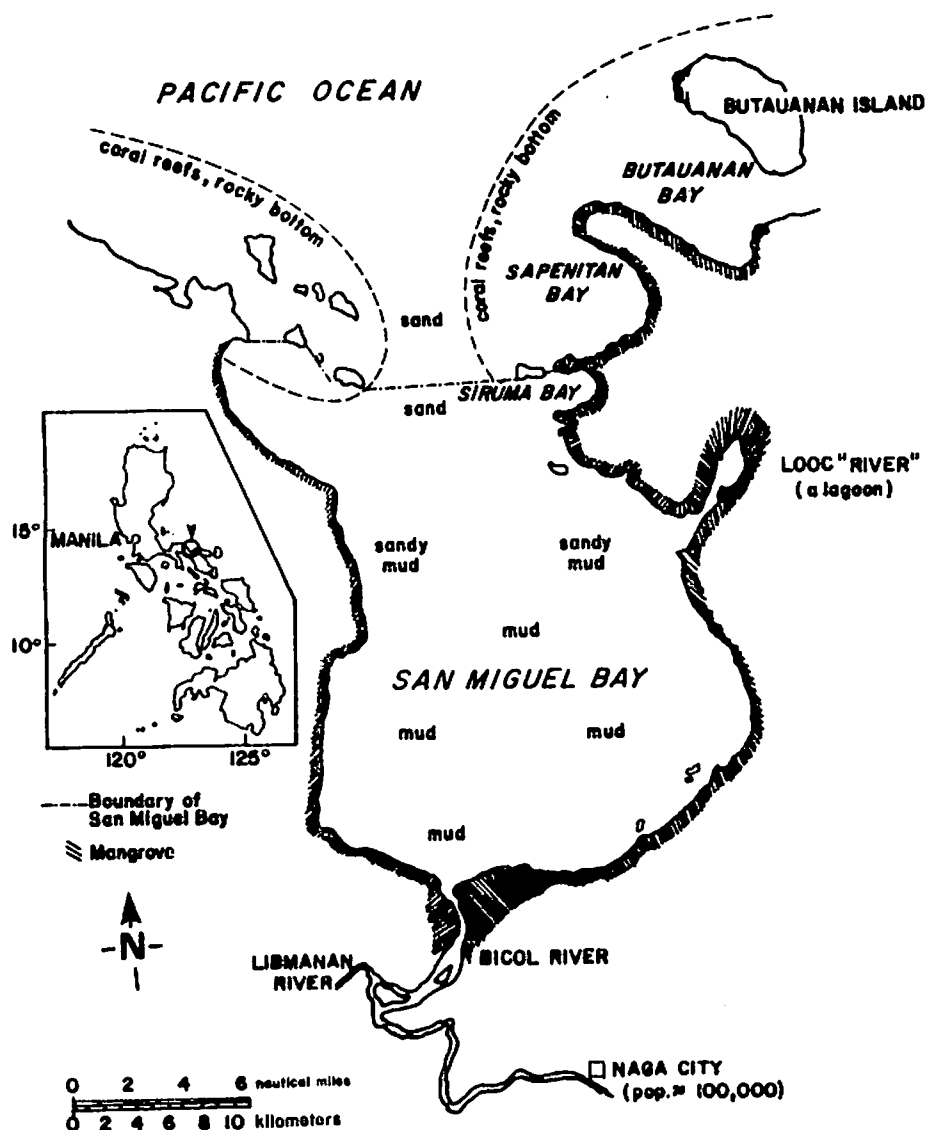 PACIFIC OCEAN
BUTAUANAN ISLAND
coral reefs, rocky bottom
coral reefs, rocky bottom
BUTAUANAN
BAY
SAPENITAN
BAY
sand
SIRUMA BAY
sand
LOOC "RIVER"
(a lagoon)
15°
MANILA
sandy
mud
sandy
mud
mud
10°
SAN MIGUEL BAY
mud
mud
120°
125°
Boundary of
San Miguel Bay
Mangrove
mud
N
LIBMANAN
RIVER
BICOL RIVER
NAGA CITY
(pop. ≈ 100,000)
0 2 4 6 nautical miles
0 2 4 6 8 10 kilometers